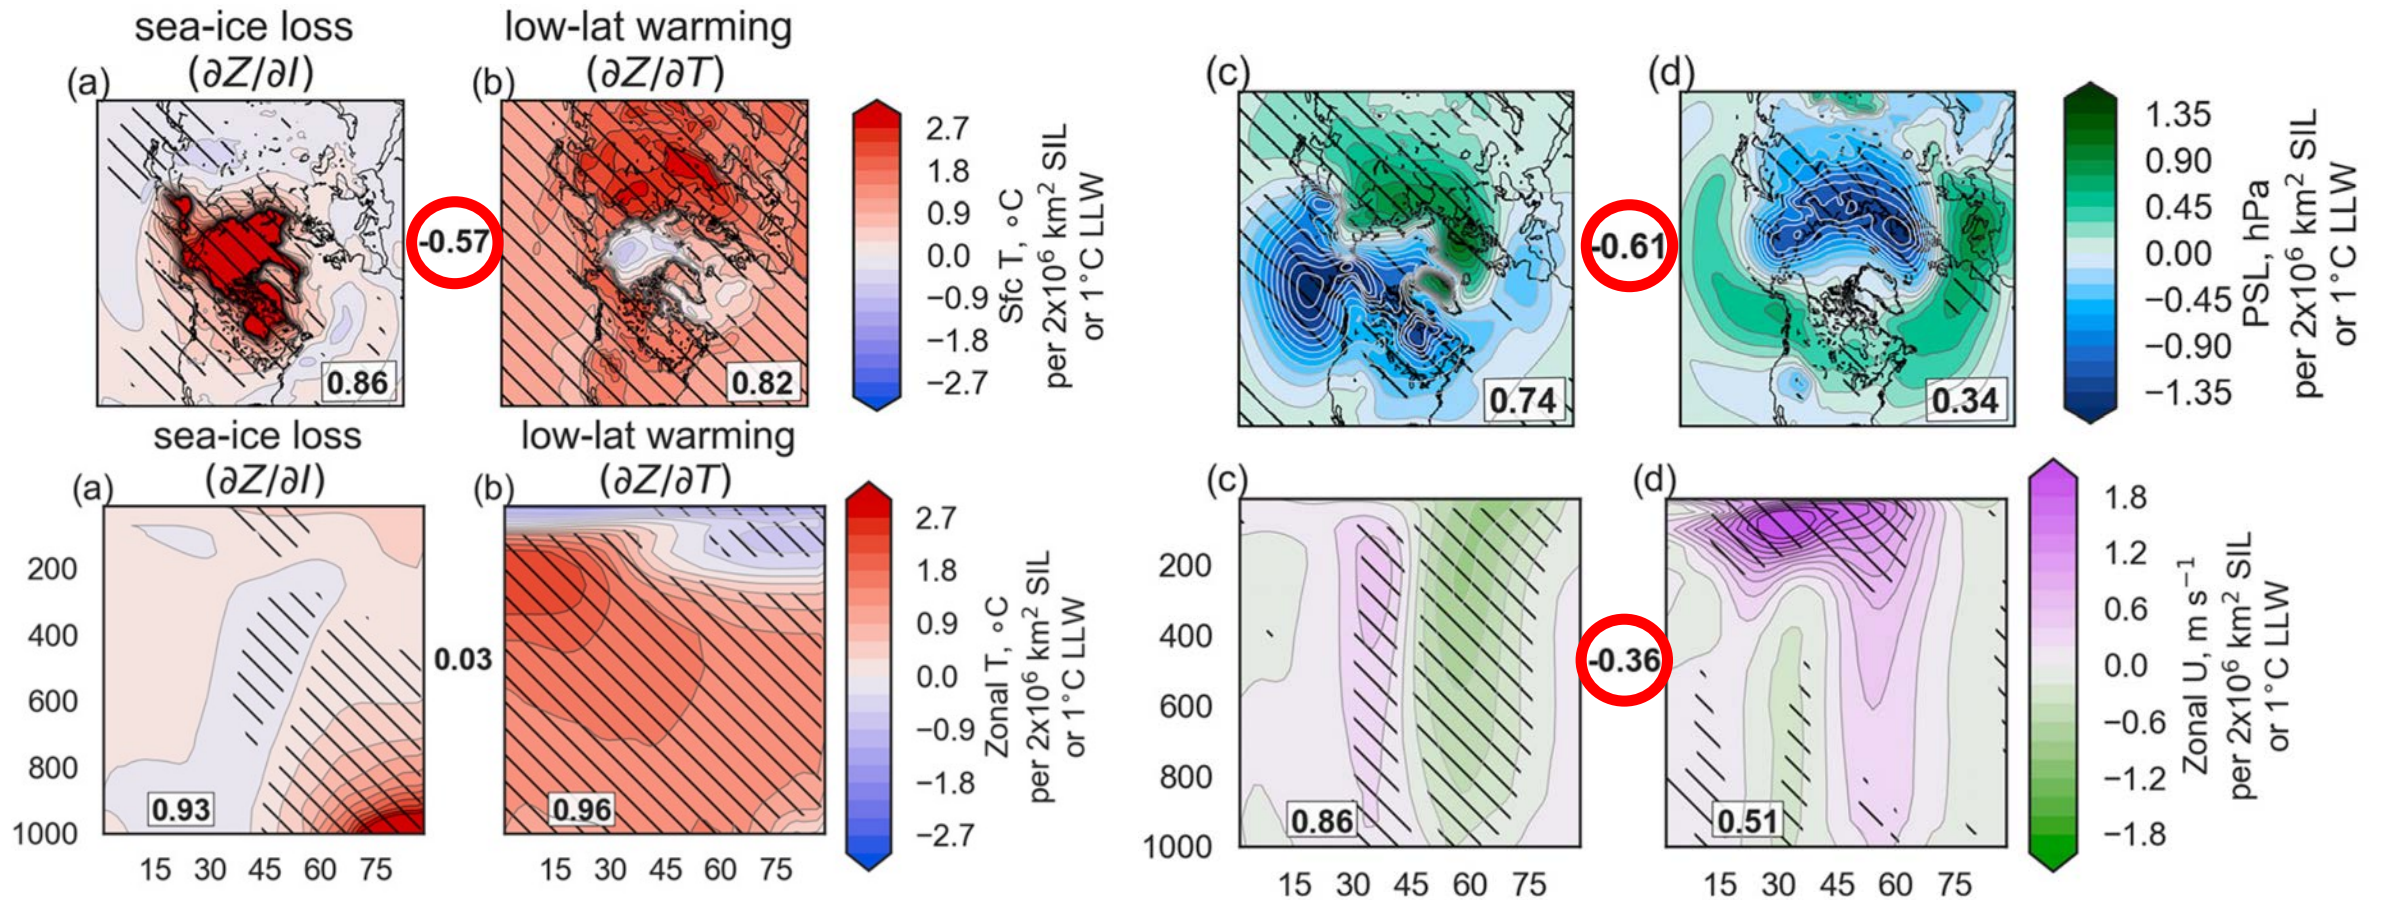 sea-ice loss
(∂Z/∂I)
low-lat warming
(∂Z/∂T)
(a)
(b)
-0.57
0.86
0.82
2.7
1.8
0.9
0.0
−0.9
−1.8
−2.7
Sfc T, ∘C
per 2x10⁶ km² SIL
or 1°C LLW
(c)
(d)
-0.61
0.74
0.34
1.35
0.90
0.45
0.00
−0.45
−0.90
−1.35
PSL, hPa
per 2x10⁶ km² SIL
or 1°C LLW
sea-ice loss
(∂Z/∂I)
low-lat warming
(∂Z/∂T)
(a)
(b)
200
400
600
800
1000
0.03
0.93
0.96
15 30 45 60 75
15 30 45 60 75
2.7
1.8
0.9
0.0
−0.9
−1.8
−2.7
Zonal T, ∘C
per 2x10⁶ km² SIL
or 1°C LLW
(c)
(d)
200
400
600
800
1000
-0.36
0.86
0.51
15 30 45 60 75
15 30 45 60 75
1.8
1.2
0.6
0.0
−0.6
−1.2
−1.8
Zonal U, m s⁻¹
per 2x10⁶ km² SIL
or 1°C LLW